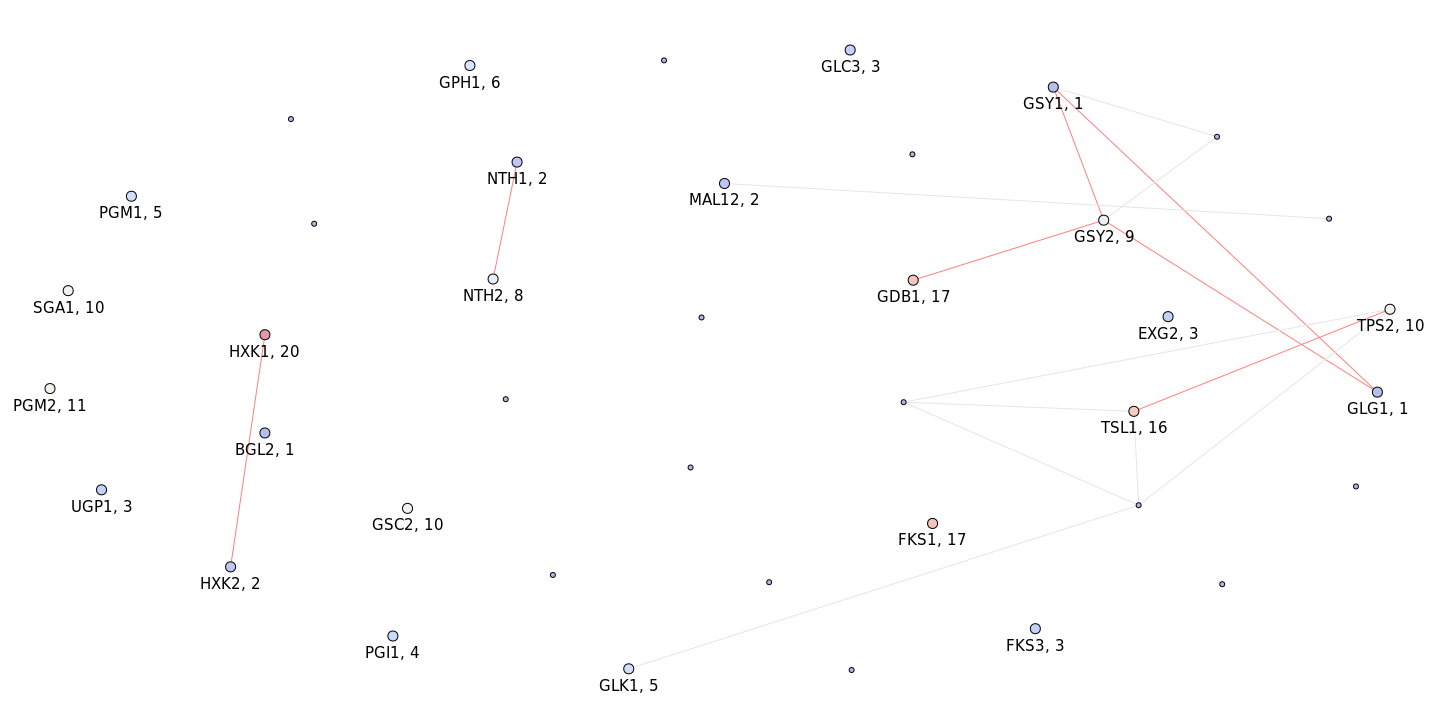 GLC3, 3
GPH1, 6
GSY1, 1
NTH1, 2
MAL12, 2
PGM1, 5
GSY2, 9
NTH2, 8
GDB1, 17
SGA1, 10
TPS2, 10
EXG2, 3
HXK1, 20
PGM2, 11
GLG1, 1
TSL1, 16
BGL2, 1
UGP1, 3
GSC2, 10
FKS1, 17
HXK2, 2
FKS3, 3
PGI1, 4
GLK1, 5